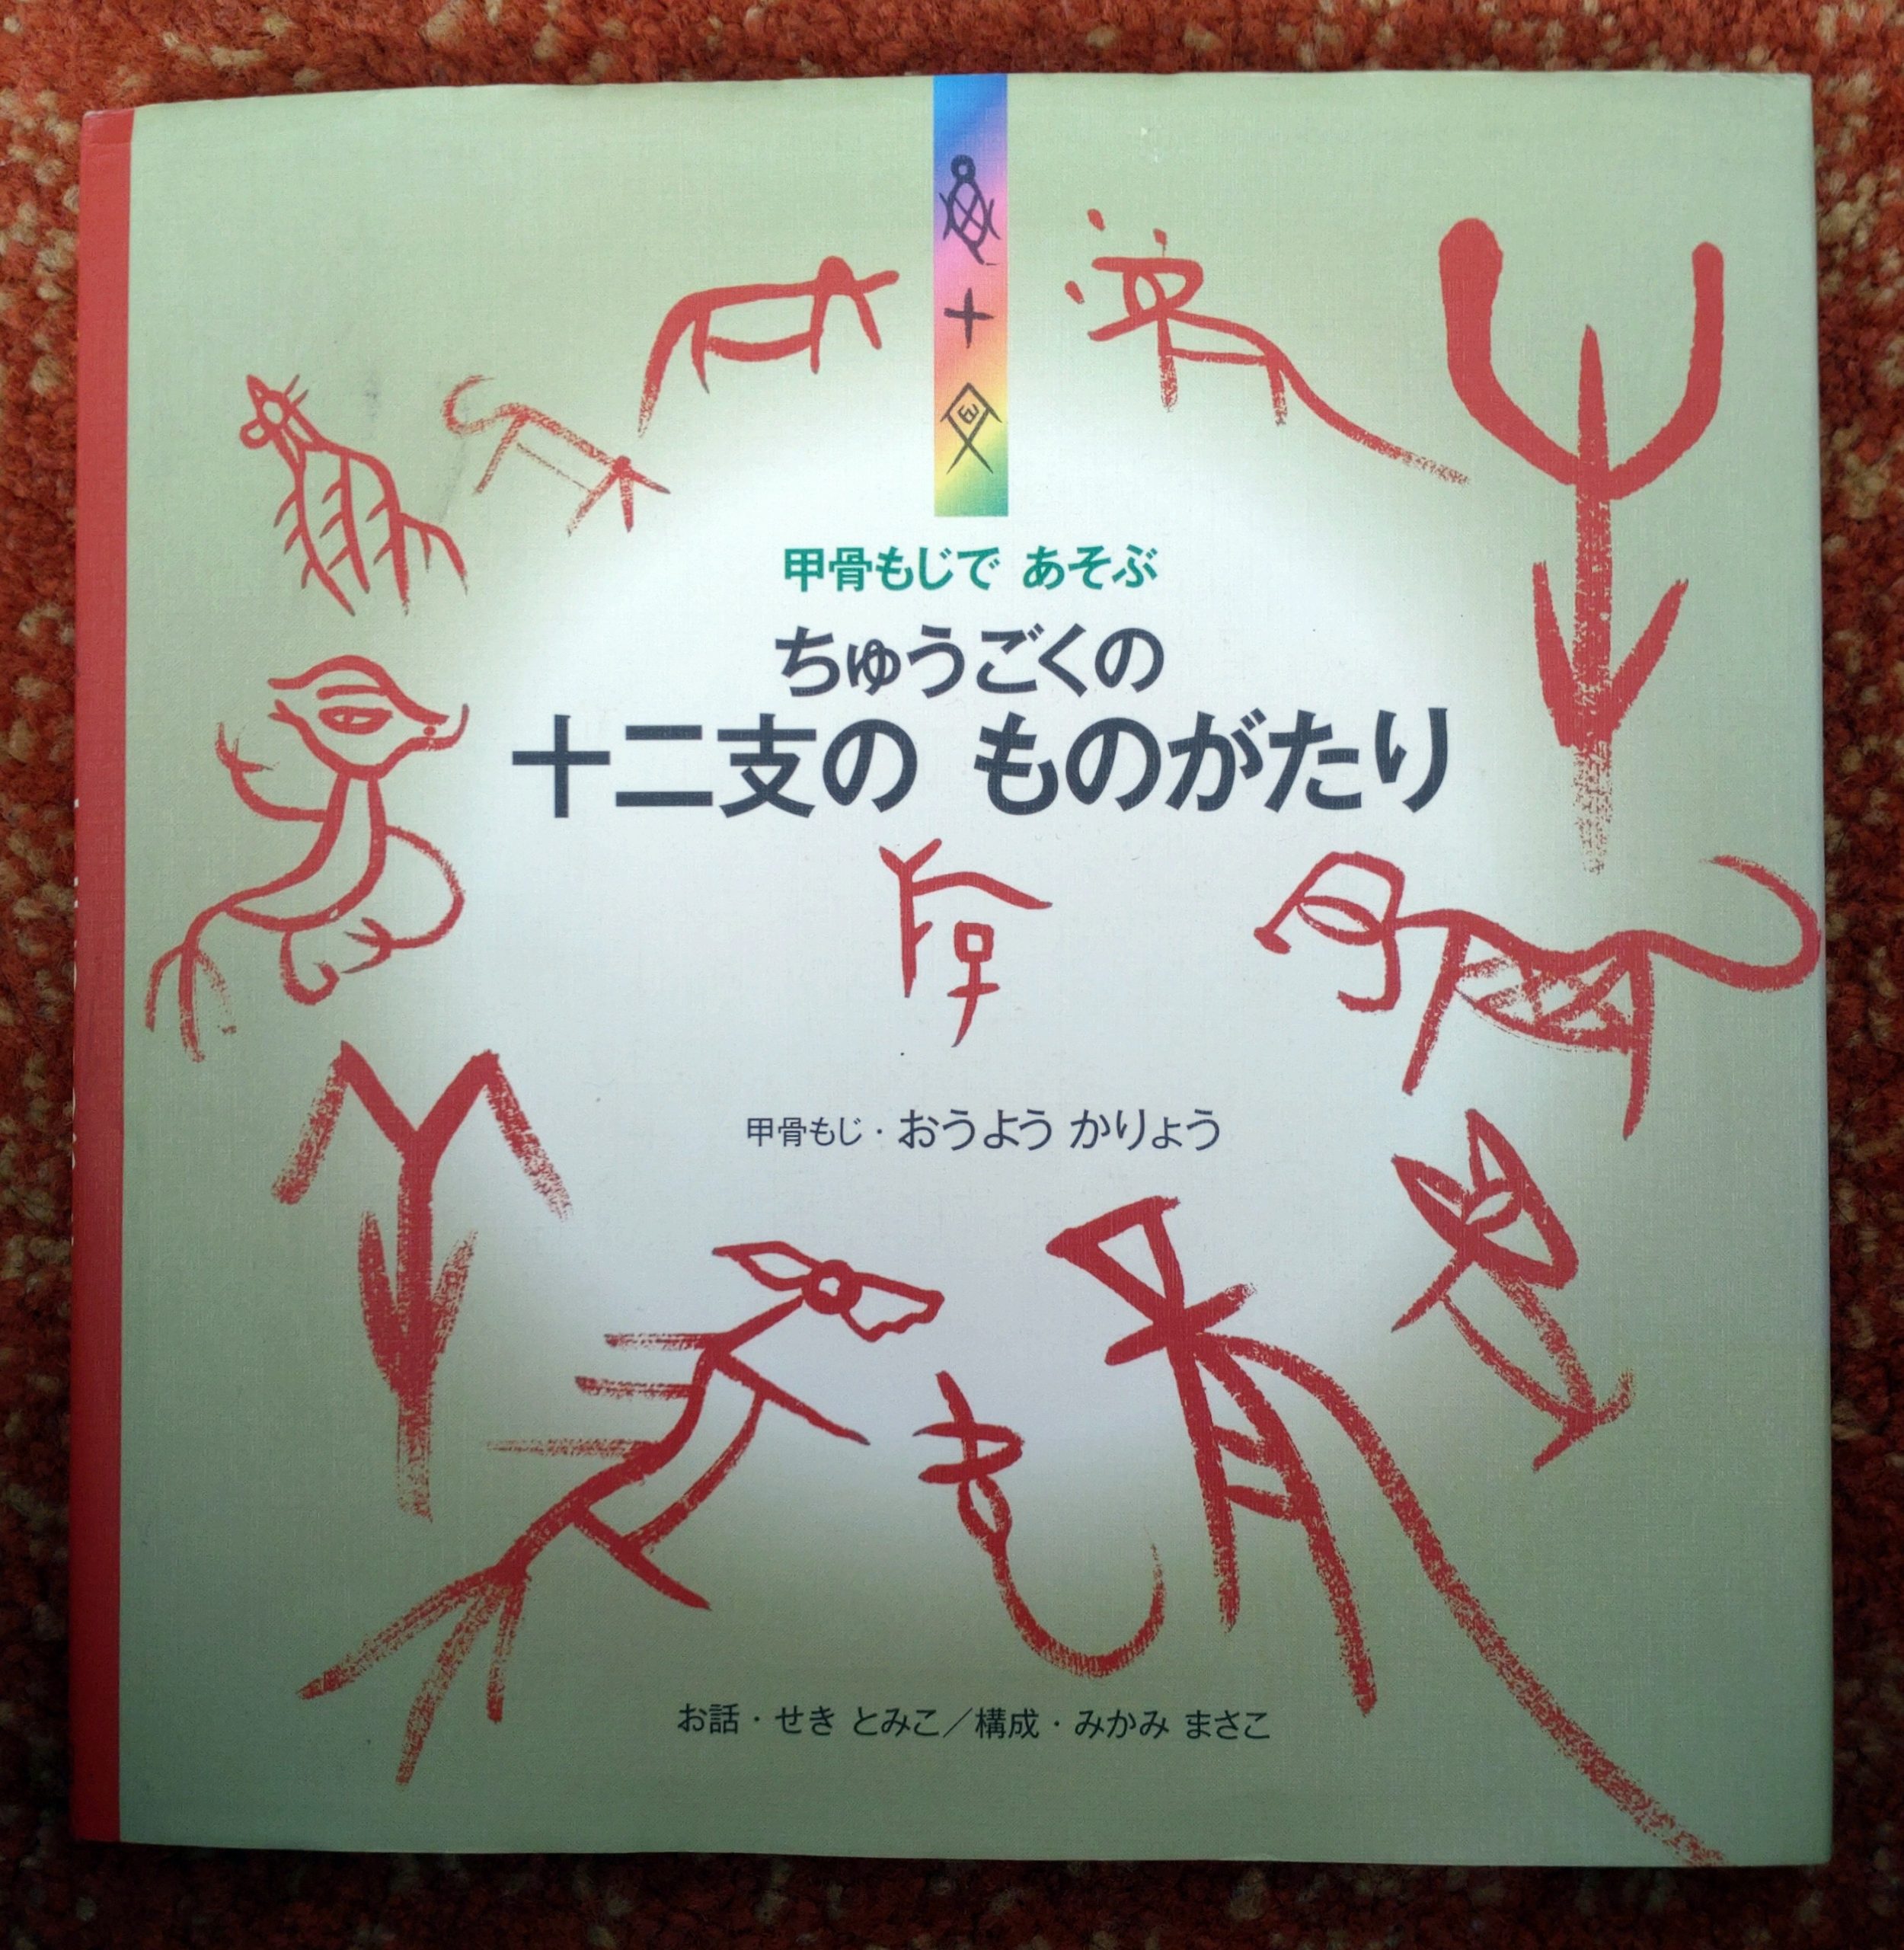 甲骨もじで あそぶ
ちゅうごくの
十二支の ものがたり
甲骨もじ・おうよう かりょう
お話・せき とみこ／構成・みかみ まさこ